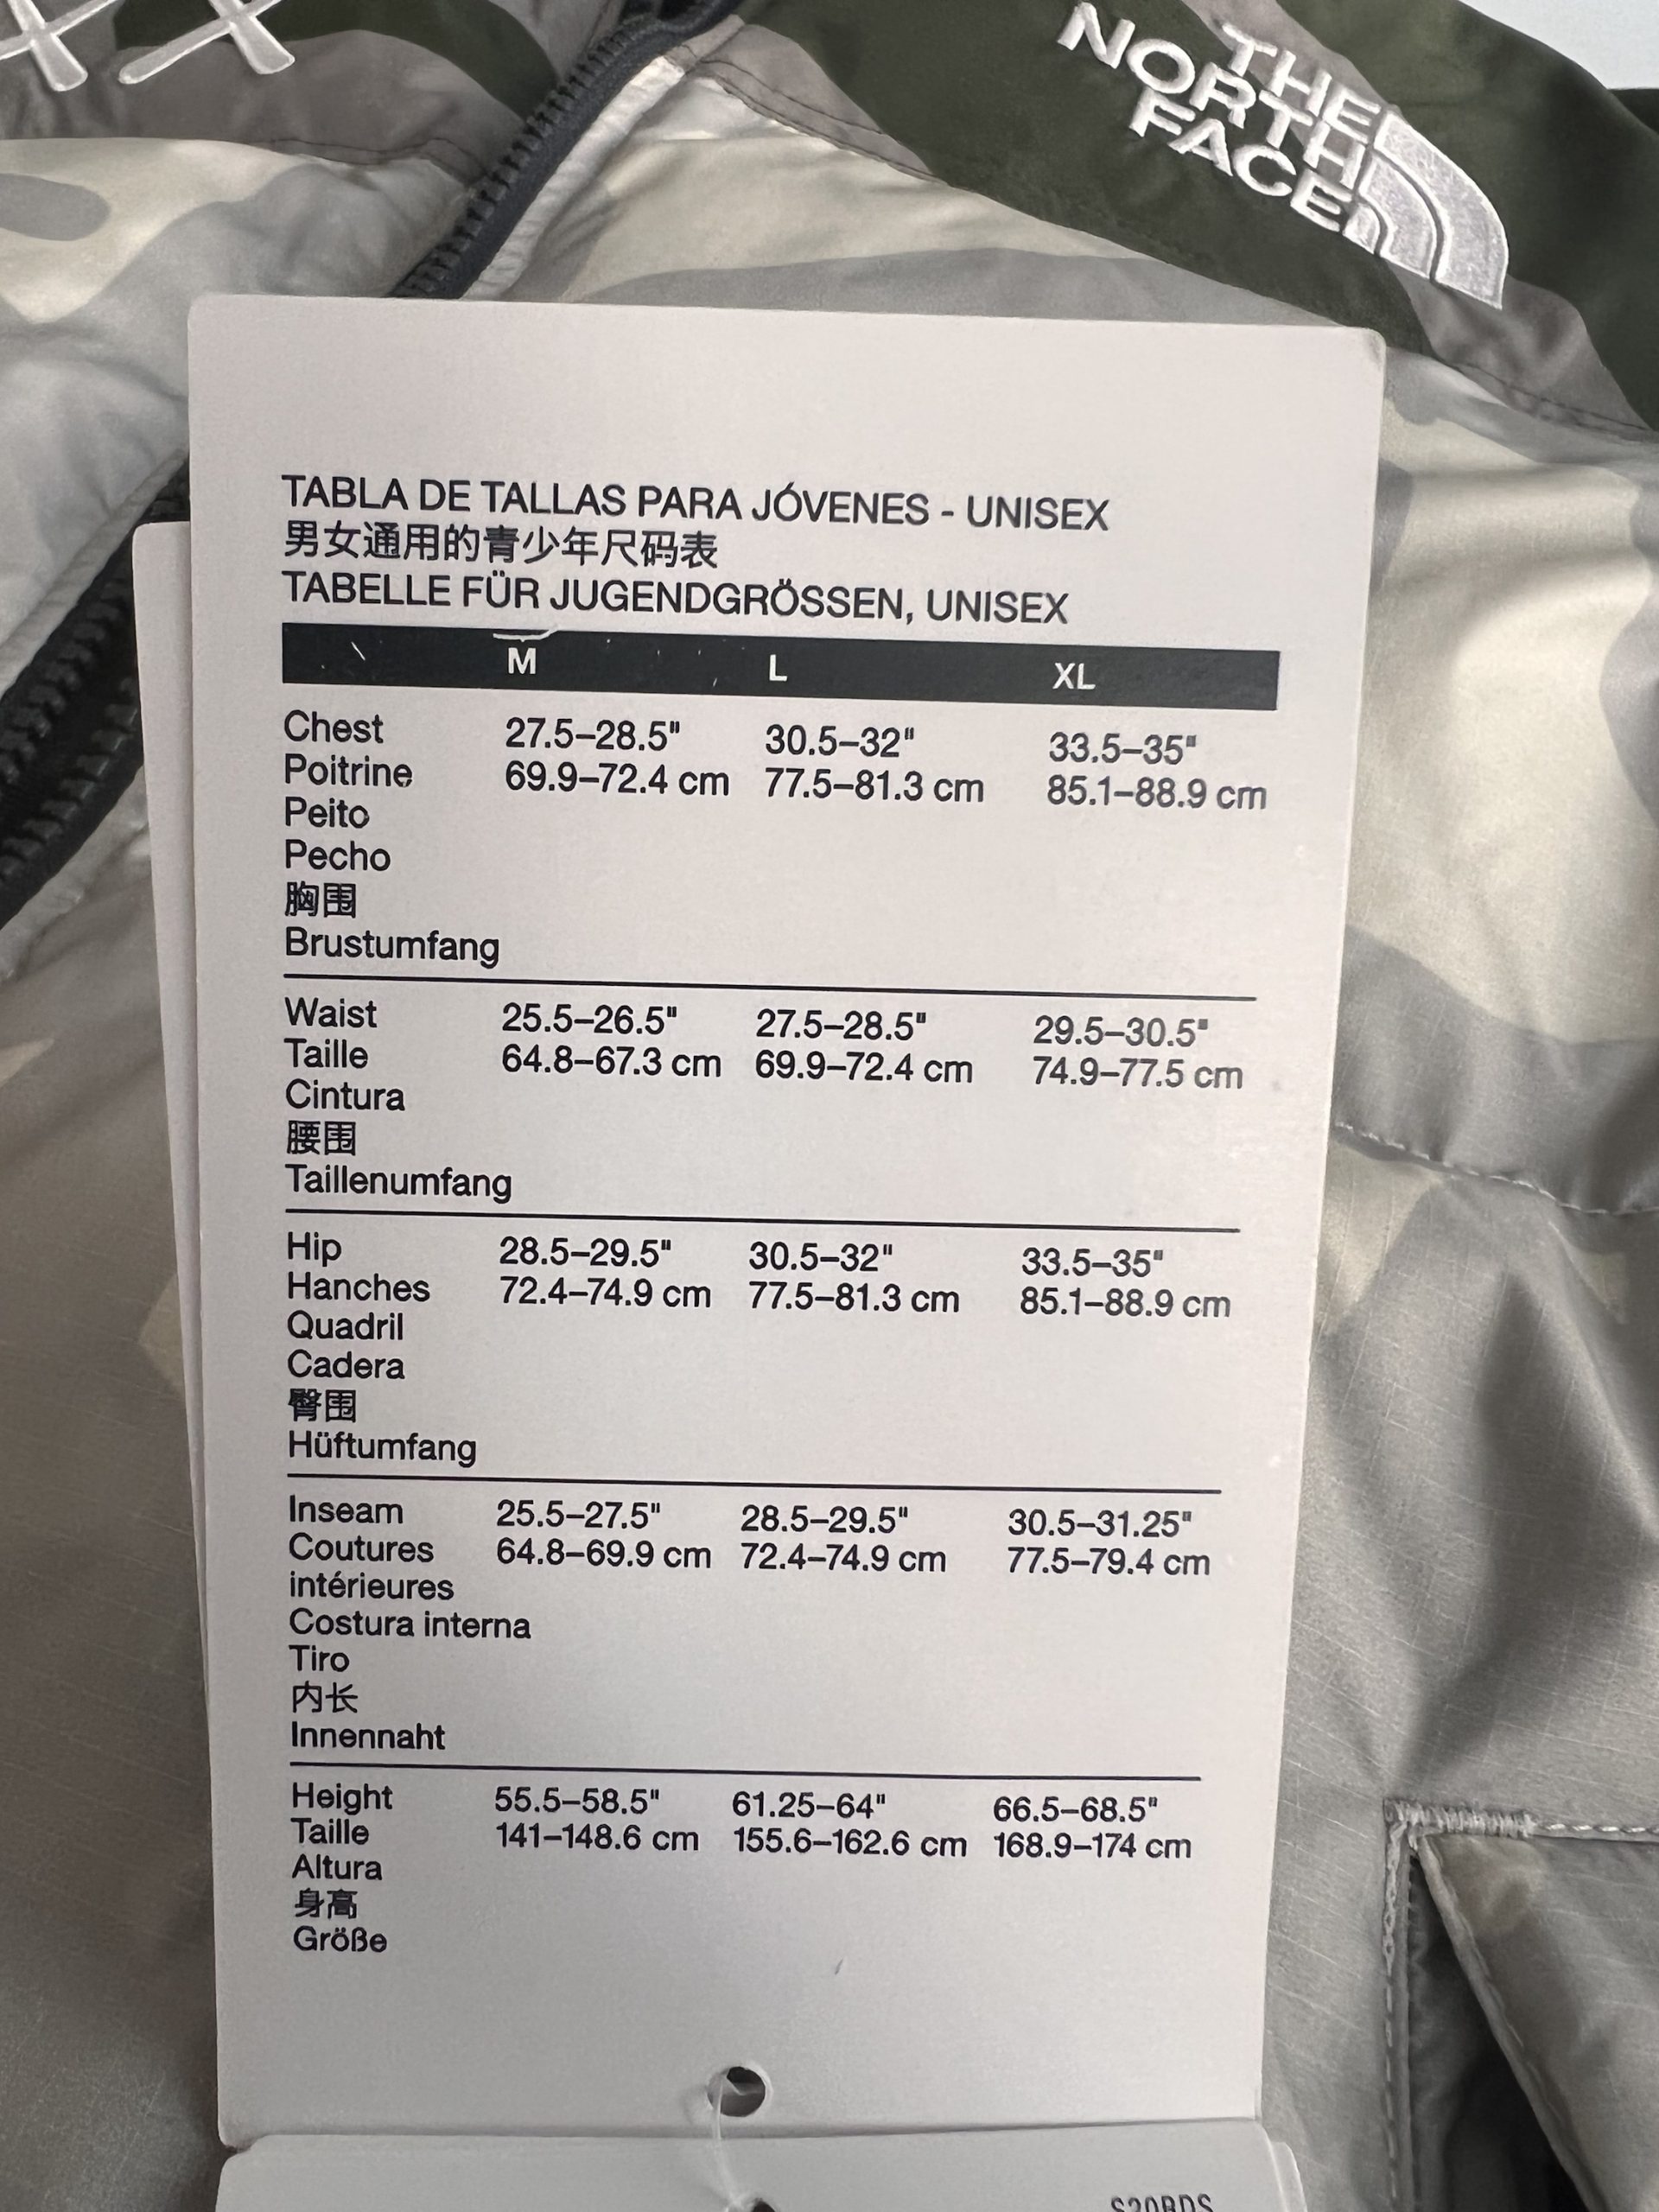 THE
NORTH
FACE
TABLA DE TALLAS PARA JÓVENES - UNISEX
男女通用的青少年尺码表
TABELLE FÜR JUGENDGRÖSSEN, UNISEX
M L XL
Chest 27.5–28.5" 30.5–32" 33.5–35"
Poitrine 69.9–72.4 cm 77.5–81.3 cm 85.1–88.9 cm
Peito
Pecho
胸围
Brustumfang
Waist 25.5–26.5" 27.5–28.5" 29.5–30.5"
Taille 64.8–67.3 cm 69.9–72.4 cm 74.9–77.5 cm
Cintura
腰围
Taillenumfang
Hip 28.5–29.5" 30.5–32" 33.5–35"
Hanches 72.4–74.9 cm 77.5–81.3 cm 85.1–88.9 cm
Quadril
Cadera
臀围
Hüftumfang
Inseam 25.5–27.5" 28.5–29.5" 30.5–31.25"
Coutures 64.8–69.9 cm 72.4–74.9 cm 77.5–79.4 cm
intérieures
Costura interna
Tiro
内长
Innennaht
Height 55.5–58.5" 61.25–64" 66.5–68.5"
Taille 141–148.6 cm 155.6–162.6 cm 168.9–174 cm
Altura
身高
Größe